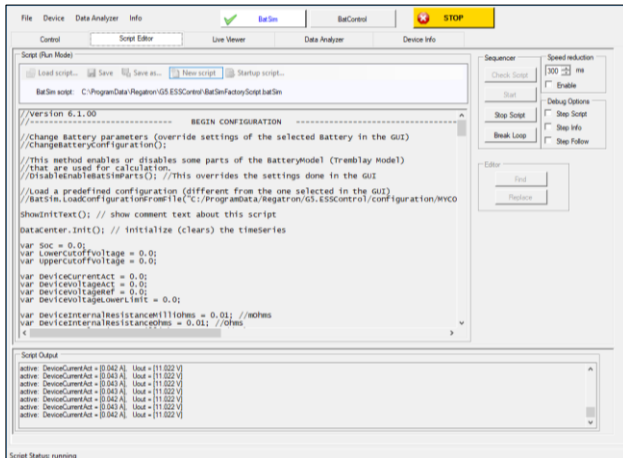 File Device Data Analyzer Info
BatSim BatControl STOP
Control Script Editor Live Viewer Data Analyzer Device Info
Script (Run Mode)
Load script... Save Save as... New script Startup script...
BatSim script: C:\ProgramData\Regatron\G5.ESSControl\BatSimFactoryScript.batSim
//Version 6.1.00
//------------------------------ BEGIN CONFIGURATION ------------------------------
//Change Battery parameters (override settings of the selected Battery in the GUI)
//ChangeBatteryConfiguration();
//This method enables or disables some parts of the BatteryModel (Tremblay Model)
//that are used for calculation.
//DisableEnableBatSimParts(); //This overrides the settings done in the GUI
//Load a predefined configuration (different from the one selected in the GUI)
//BatSim.LoadConfigurationFromFile("C:/ProgramData/Regatron/G5.ESSControl/configuration/MYCO
ShowInitText(); // show comment text about this script
DataCenter.Init(); // initialize (clears) the timeSeries
var Soc = 0.0;
var LowerCutoffVoltage = 0.0;
var UpperCutoffVoltage = 0.0;
var DeviceCurrentAct = 0.0;
var DeviceVoltageAct = 0.0;
var DeviceVoltageRef = 0.0;
var DeviceVoltageLowerLimit = 0.0;
var DeviceInternalResistanceMilliOhms = 0.01; //mOhms
var DeviceInternalResistanceOhms = 0.01; //Ohms
Sequencer
Check Script
Start
Stop Script
Break Loop
Speed reduction
300 ms
Enable
Debug Options
Step Script
Step Info
Step Follow
Editor
Find
Replace
Script Output
active: DeviceCurrentAct = [0.042 A], Uout = [11.022 V]
active: DeviceCurrentAct = [0.043 A], Uout = [11.022 V]
active: DeviceCurrentAct = [0.043 A], Uout = [11.022 V]
active: DeviceCurrentAct = [0.042 A], Uout = [11.022 V]
active: DeviceCurrentAct = [0.043 A], Uout = [11.022 V]
active: DeviceCurrentAct = [0.043 A], Uout = [11.022 V]
active: DeviceCurrentAct = [0.042 A], Uout = [11.022 V]
Script Status: running